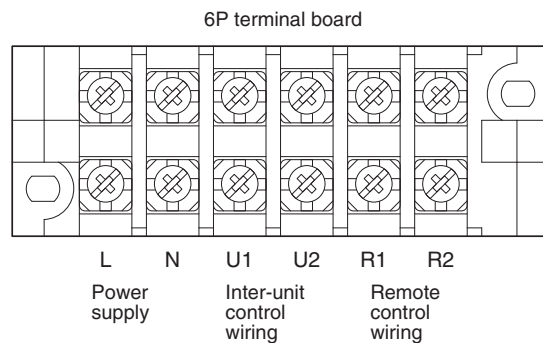 6P terminal board
L N U1 U2 R1 R2
Power supply
Inter-unit control wiring
Remote control wiring